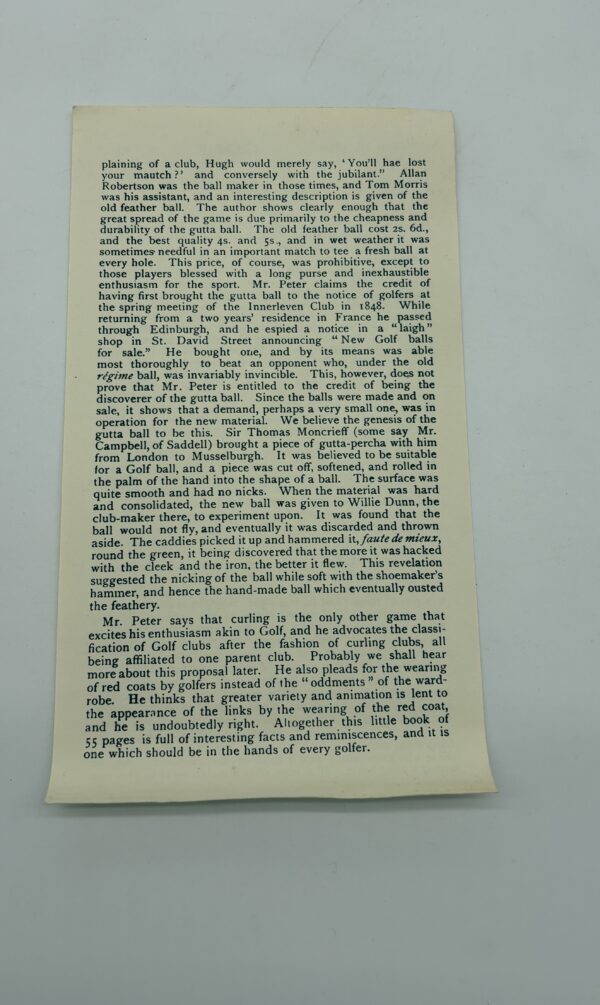 plaining of a club, Hugh would merely say, ‘You'll hae lost
your mautch?’ and conversely with the jubilant.” Allan
Robertson was the ball maker in those times, and Tom Morris
was his assistant, and an interesting description is given of the
old feather ball. The author shows clearly enough that the
great spread of the game is due primarily to the cheapness and
durability of the gutta ball. The old feather ball cost 2s. 6d.,
and the best quality 4s. and 5s., and in wet weather it was
sometimes needful in an important match to tee a fresh ball at
every hole. This price, of course, was prohibitive, except to
those players blessed with a long purse and inexhaustible
enthusiasm for the sport. Mr. Peter claims the credit of
having first brought the gutta ball to the notice of golfers at
the spring meeting of the Innerleven Club in 1848. While
returning from a two years' residence in France he passed
through Edinburgh, and he espied a notice in a “laigh”
shop in St. David Street announcing “New Golf balls
for sale.” He bought one, and by its means was able
most thoroughly to beat an opponent who, under the old
régime ball, was invariably invincible. This, however, does not
prove that Mr. Peter is entitled to the credit of being the
discoverer of the gutta ball. Since the balls were made and on
sale, it shows that a demand, perhaps a very small one, was in
operation for the new material. We believe the genesis of the
gutta ball to be this. Sir Thomas Moncrieff (some say Mr.
Campbell, of Saddell) brought a piece of gutta-percha with him
from London to Musselburgh. It was believed to be suitable
for a Golf ball, and a piece was cut off, softened, and rolled in
the palm of the hand into the shape of a ball. The surface was
quite smooth and had no nicks. When the material was hard
and consolidated, the new ball was given to Willie Dunn, the
club-maker there, to experiment upon. It was found that the
ball would not fly, and eventually it was discarded and thrown
aside. The caddies picked it up and hammered it, faute de mieux,
round the green, it being discovered that the more it was hacked
with the cleek and the iron, the better it flew. This revelation
suggested the nicking of the ball while soft with the shoemaker's
hammer, and hence the hand-made ball which eventually ousted
the feathery.
Mr. Peter says that curling is the only other game that
excites his enthusiasm akin to Golf, and he advocates the classi-
fication of Golf clubs after the fashion of curling clubs, all
being affiliated to one parent club. Probably we shall hear
more about this proposal later. He also pleads for the wearing
of red coats by golfers instead of the “oddments” of the ward-
robe. He thinks that greater variety and animation is lent to
the appearance of the links by the wearing of the red coat,
and he is undoubtedly right. Altogether this little book of
55 pages is full of interesting facts and reminiscences, and it is
one which should be in the hands of every golfer.